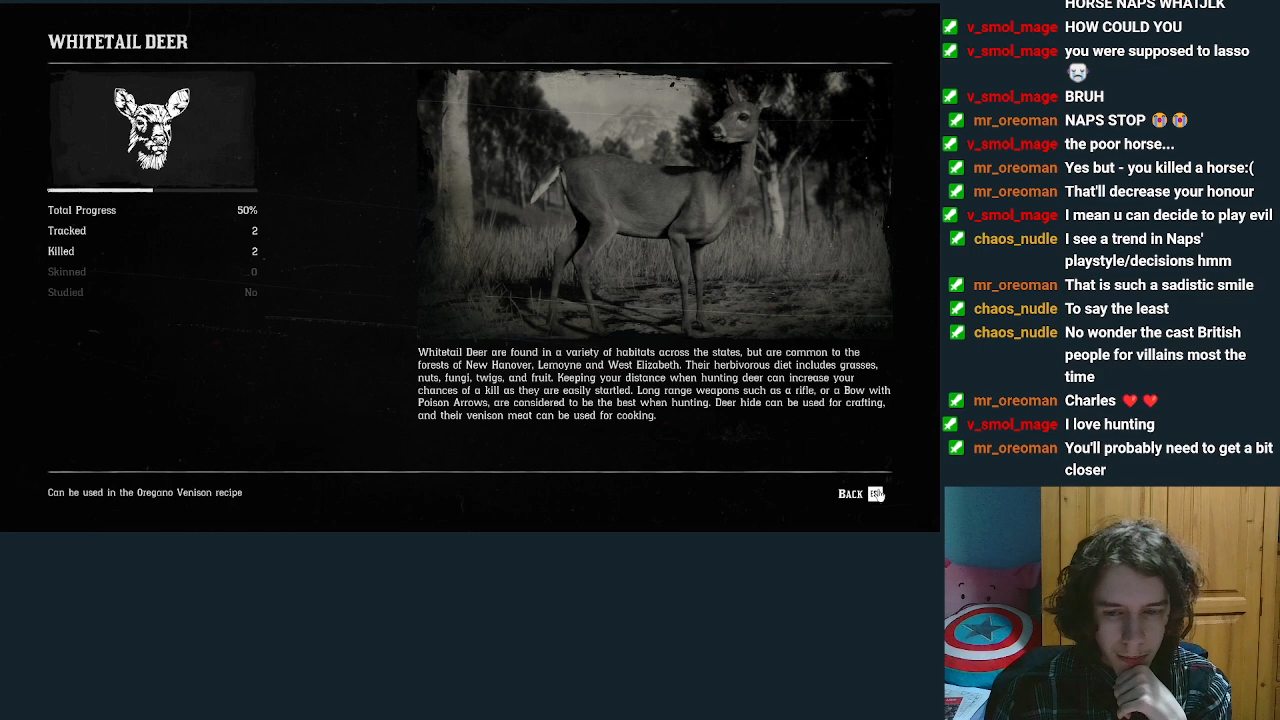 WHITETAIL DEER
Total Progress 50%
Tracked 2
Killed 2
Skinned 0
Studied No
Whitetail Deer are found in a variety of habitats across the states, but are common to the
forests of New Hanover, Lemoyne and West Elizabeth. Their herbivorous diet includes grasses,
nuts, fungi, twigs, and fruit. Keeping your distance when hunting deer can increase your
chances of a kill as they are easily startled. Long range weapons such as a rifle, or a Bow with
Poison Arrows, are considered to be the best when hunting. Deer hide can be used for crafting,
and their venison meat can be used for cooking.
Can be used in the Oregano Venison recipe
BACK
HORSE NAPS WHATJLK
v_smol_mage HOW COULD YOU
v_smol_mage you were supposed to lasso
v_smol_mage BRUH
mr_oreoman NAPS STOP
v_smol_mage the poor horse...
mr_oreoman Yes but - you killed a horse:(
mr_oreoman That'll decrease your honour
v_smol_mage I mean u can decide to play evil
chaos_nudle I see a trend in Naps'
playstyle/decisions hmm
mr_oreoman That is such a sadistic smile
chaos_nudle To say the least
chaos_nudle No wonder the cast British
people for villains most the
time
mr_oreoman Charles
v_smol_mage I love hunting
mr_oreoman You'll probably need to get a bit
closer